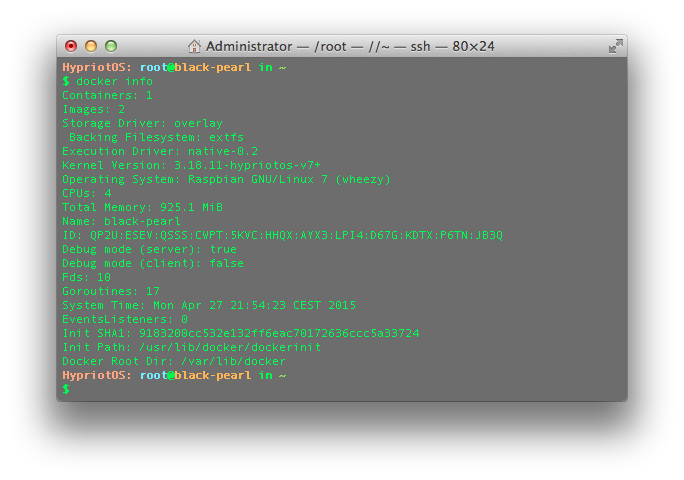 Administrator — /root — //~ — ssh — 80×24
HypriotOS: root@black-pearl in ~
$ docker info
Containers: 1
Images: 2
Storage Driver: overlay
 Backing Filesystem: extfs
Execution Driver: native-0.2
Kernel Version: 3.18.11-hypriotos-v7+
Operating System: Raspbian GNU/Linux 7 (wheezy)
CPUs: 4
Total Memory: 925.1 MiB
Name: black-pearl
ID: QP2U:ESEV:QSSS:CWPT:5KVC:HHQX:AYX3:LPI4:D67G:KDTX:P6TN:JB3Q
Debug mode (server): true
Debug mode (client): false
Fds: 10
Goroutines: 17
System Time: Mon Apr 27 21:54:23 CEST 2015
EventsListeners: 0
Init SHA1: 9183200cc532e132ff6eac70172636ccc5a33724
Init Path: /usr/lib/docker/dockerinit
Docker Root Dir: /var/lib/docker
HypriotOS: root@black-pearl in ~
$